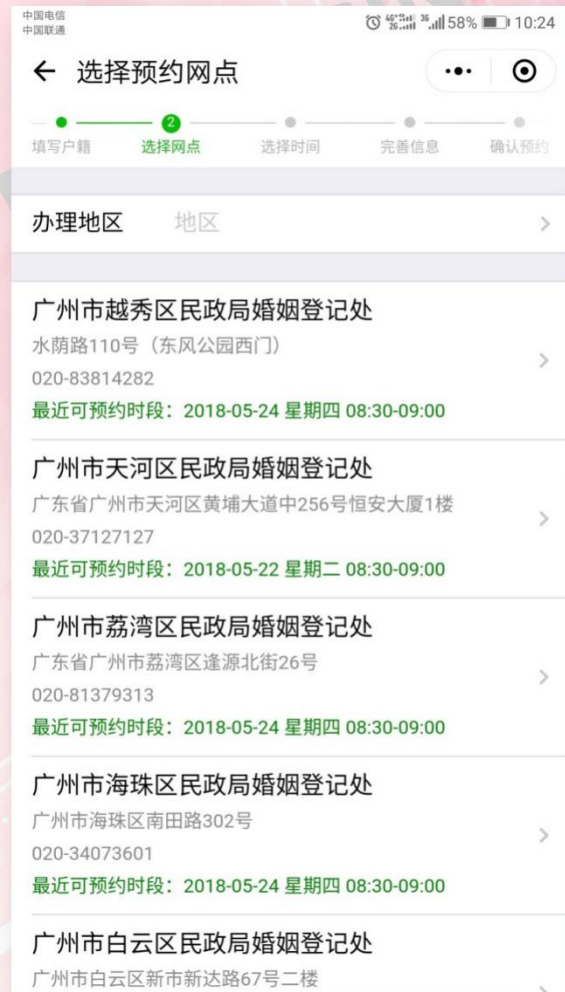 中国电信
中国联通
58% 10:24
选择预约网点
2
填写户籍 选择网点 选择时间 完善信息 确认预约
办理地区 地区
广州市越秀区民政局婚姻登记处
水荫路110号（东风公园西门）
020-83814282
最近可预约时段：2018-05-24 星期四 08:30-09:00
广州市天河区民政局婚姻登记处
广东省广州市天河区黄埔大道中256号恒安大厦1楼
020-37127127
最近可预约时段：2018-05-22 星期二 08:30-09:00
广州市荔湾区民政局婚姻登记处
广东省广州市荔湾区逢源北街26号
020-81379313
最近可预约时段：2018-05-24 星期四 08:30-09:00
广州市海珠区民政局婚姻登记处
广州市海珠区南田路302号
020-34073601
最近可预约时段：2018-05-24 星期四 08:30-09:00
广州市白云区民政局婚姻登记处
广州市白云区新市新达路67号二楼